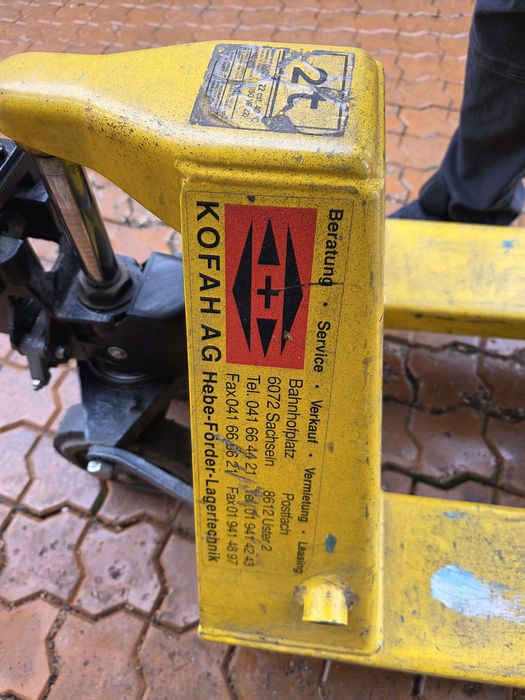 2t
Beratung • Service • Verkauf • Vermietung • Leasing
Bahnhofplatz
6072 Sachseln
Tel. 041 66 44 21
Fax 041 66 86 21
Postfach
8612 Uster 2
Tel 01 941 42 43
Fax 01 941 48 97
KOFAH AG Hebe-Förder-Lagertechnik